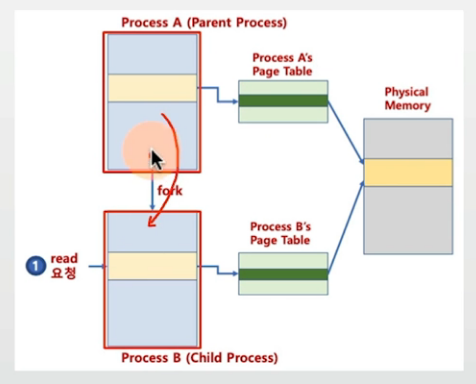 Process A (Parent Process)
Process A's
Page Table
Physical
Memory
fork
Process B's
Page Table
1
read
요청
Process B (Child Process)